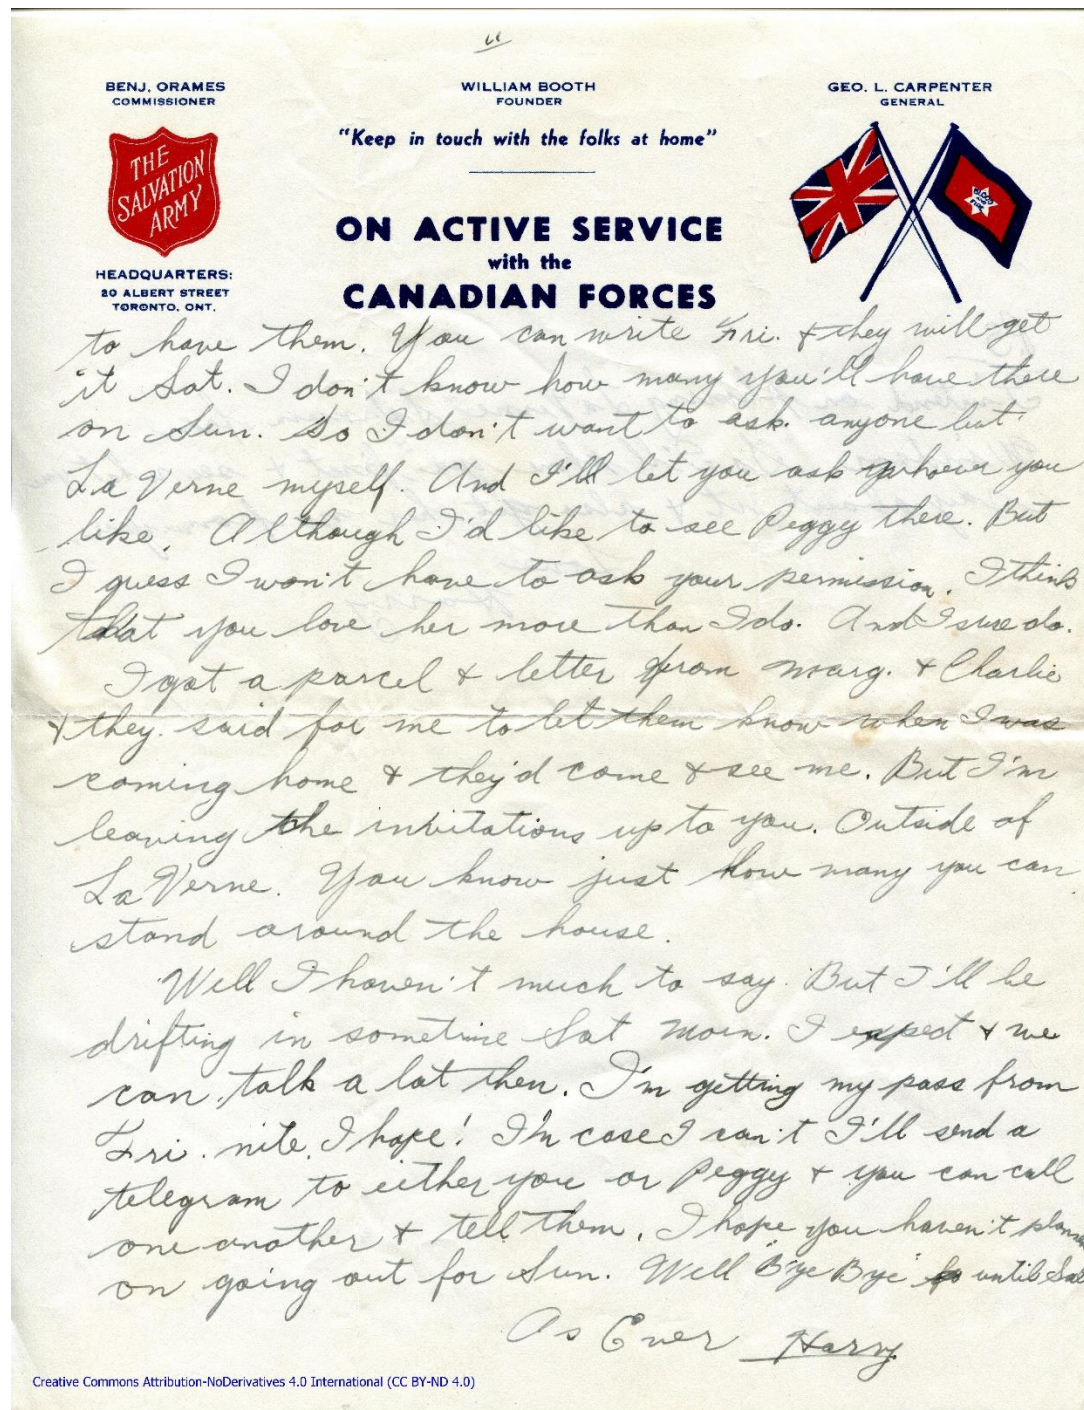 "
BENJ. ORAMES
COMMISSIONER
WILLIAM BOOTH
FOUNDER
GEO. L. CARPENTER
GENERAL
"Keep in touch with the folks at home"
THE
SALVATION
ARMY
BLOOD
AND
FIRE
ON ACTIVE SERVICE
with the
CANADIAN FORCES
HEADQUARTERS:
20 ALBERT STREET
TORONTO, ONT.
to have them. You can write Fri. & they will get
it Sat. I don't know how many you'll have there
on Sun. So I don't want to ask anyone but
La Verne myself. And I'll let you ask whoever you
like. Although I'd like to see Peggy there. But
I guess I won't have to ask your permission. I think
that you love her more than I do. And I sure do.
I got a parcel & letter from Marg. & Charlie
& they said for me to let them know when I was
coming home & they'd come & see me. But I'm
leaving the invitations up to you. Outside of
La Verne. You know just how many you can
stand around the house.
Well I haven't much to say. But I'll be
drifting in sometime Sat Morn. I expect & we
can talk a lot then. I'm getting my pass from
Fri. nite, I hope! I'n case I can't I'll send a
telegram to either you or Peggy & you can call
one another & tell them. I hope you haven't
on going out for Sun. Well "Bye Bye" until
As Ever Harry
Creative Commons Attribution-NoDerivatives 4.0 International (CC BY-ND 4.0)